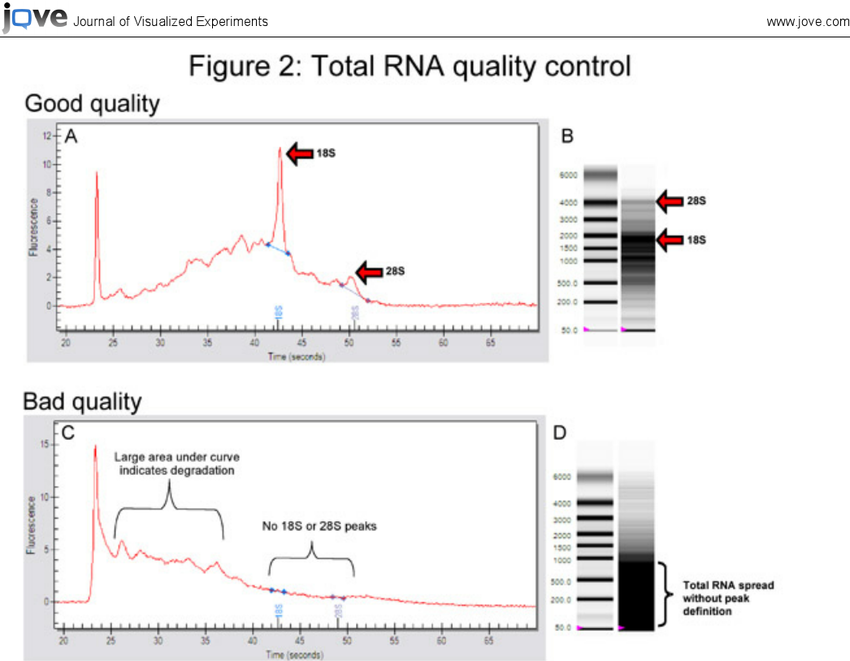 jove Journal of Visualized Experiments
www.jove.com
Figure 2: Total RNA quality control
Good quality
A
12
10
8
6
4
2
0
Fluorescence
18S
28S
18S
28S
20 25 30 35 40 45 50 55 60 65
Time (seconds)
B
6000
4000
3000
2000
1500
1000
500.0
200.0
50.0
28S
18S
Bad quality
C
15
10
5
0
Fluorescence
Large area under curve
indicates degradation
No 18S or 28S peaks
18S
28S
20 25 30 35 40 45 50 55 60 65
Time (seconds)
D
6000
4000
3000
2000
1500
1000
500.0
200.0
50.0
Total RNA spread
without peak
definition